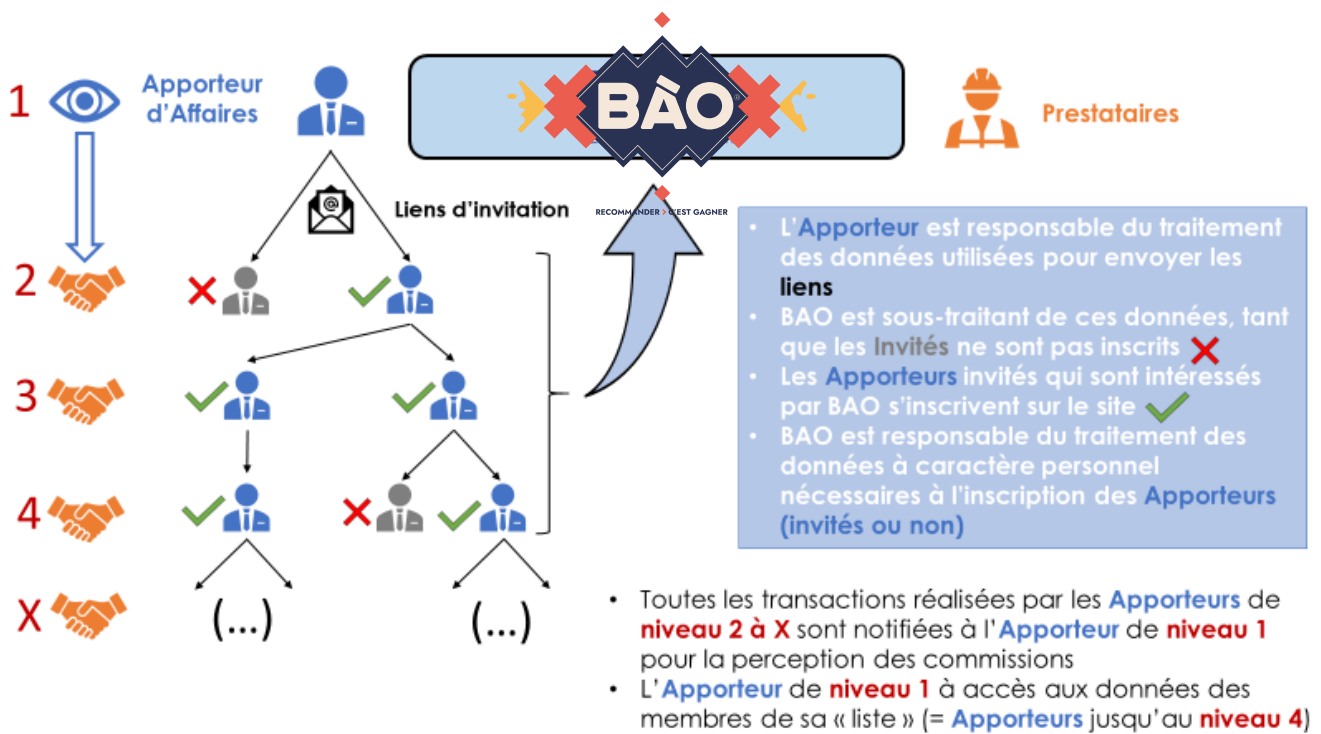 1
Apporteur
d'Affaires
BÀO
Prestataires
Liens d'invitation
RECOMMANDER > C'EST GAGNER
2
3
4
X
(...)
(...)
• L'Apporteur est responsable du traitement
des données utilisées pour envoyer les
liens
• BAO est sous-traitant de ces données, tant
que les Invités ne sont pas inscrits
• Les Apporteurs invités qui sont intéressés
par BAO s'inscrivent sur le site
• BAO est responsable du traitement des
données à caractère personnel
nécessaires à l'inscription des Apporteurs
(invités ou non)
• Toutes les transactions réalisées par les Apporteurs de
niveau 2 à X sont notifiées à l'Apporteur de niveau 1
pour la perception des commissions
• L'Apporteur de niveau 1 à accès aux données des
membres de sa « liste » (= Apporteurs jusqu'au niveau 4)